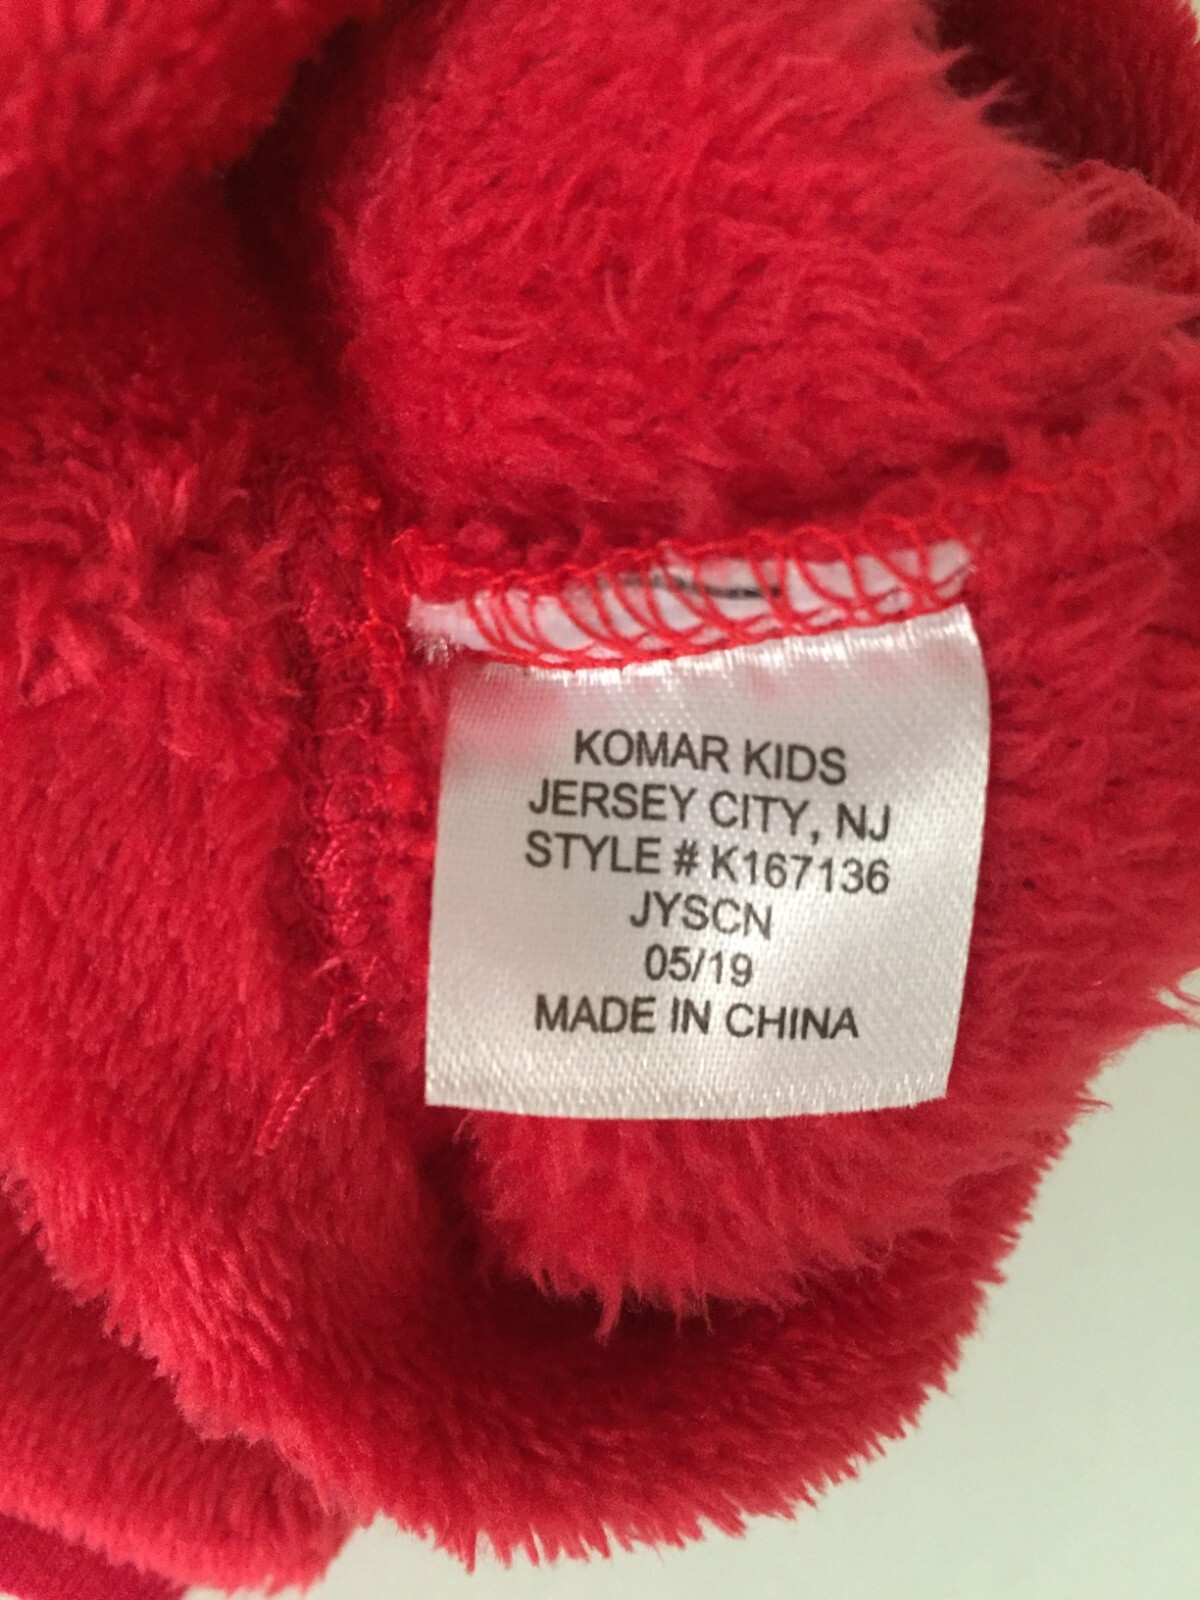 KOMAR KIDS
JERSEY CITY, NJ
STYLE # K167136
JYSCN
05/19
MADE IN CHINA